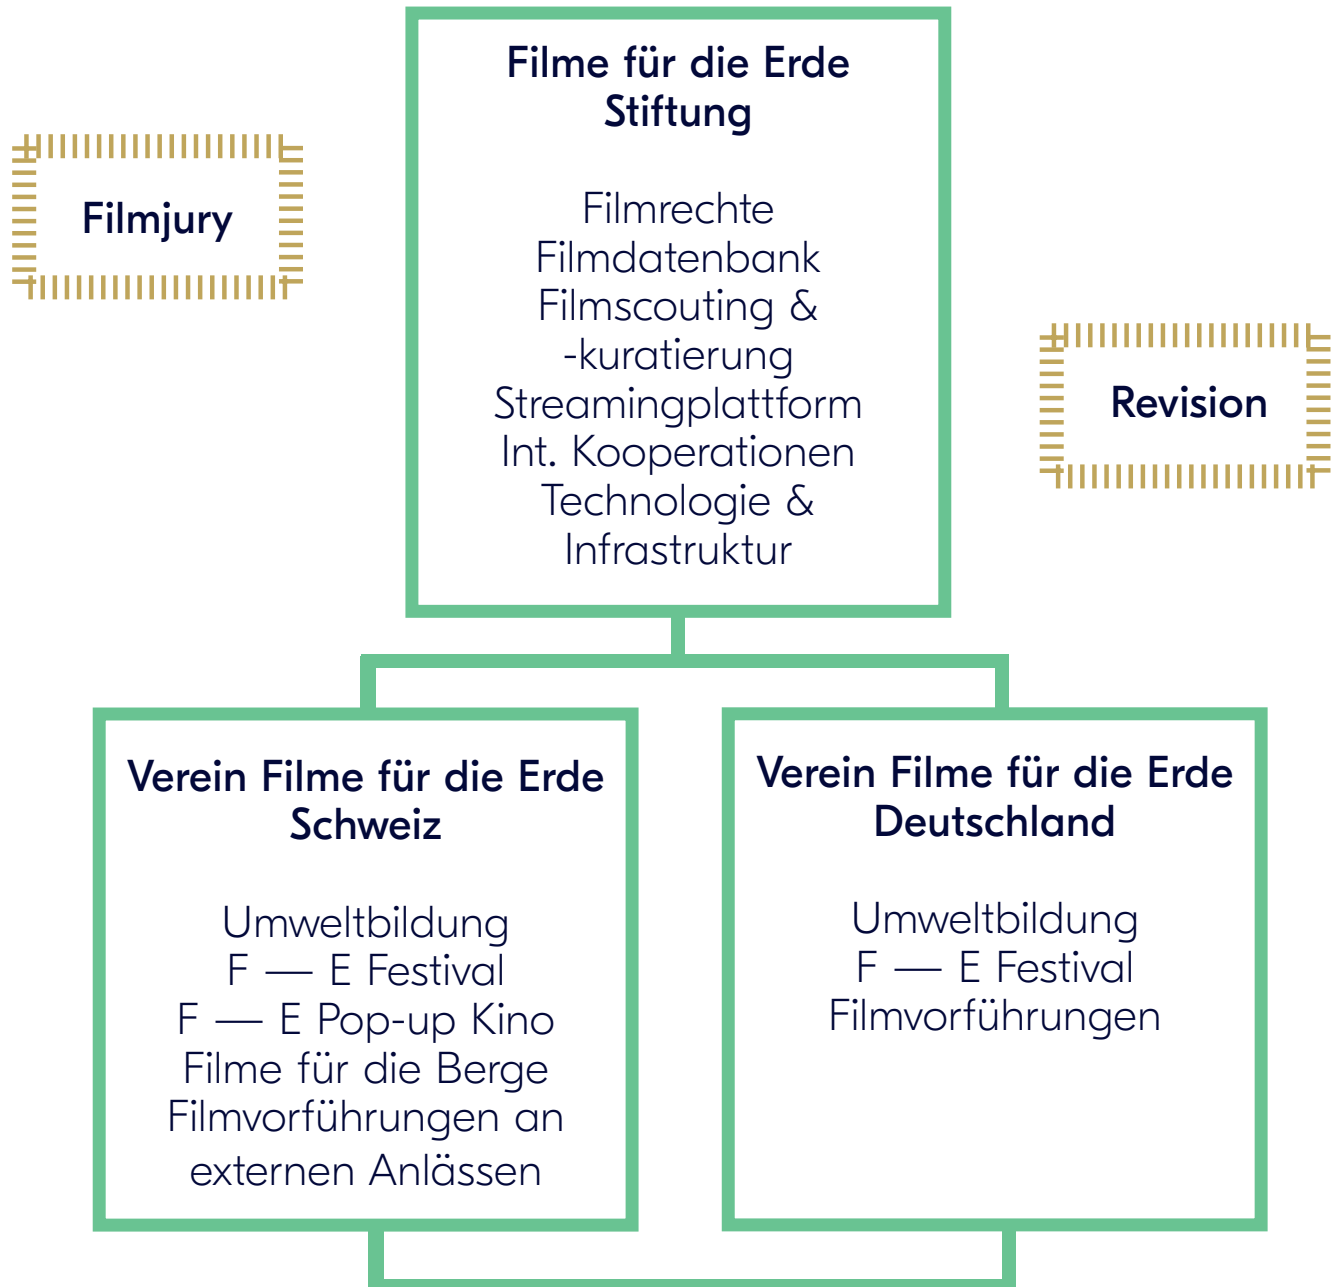 Filme für die Erde
Stiftung
Filmrechte
Filmdatenbank
Filmscouting &
-kuratierung
Streamingplattform
Int. Kooperationen
Technologie &
Infrastruktur
Filmjury
Revision
Verein Filme für die Erde
Schweiz
Umweltbildung
F — E Festival
F — E Pop-up Kino
Filme für die Berge
Filmvorführungen an
externen Anlässen
Verein Filme für die Erde
Deutschland
Umweltbildung
F — E Festival
Filmvorführungen